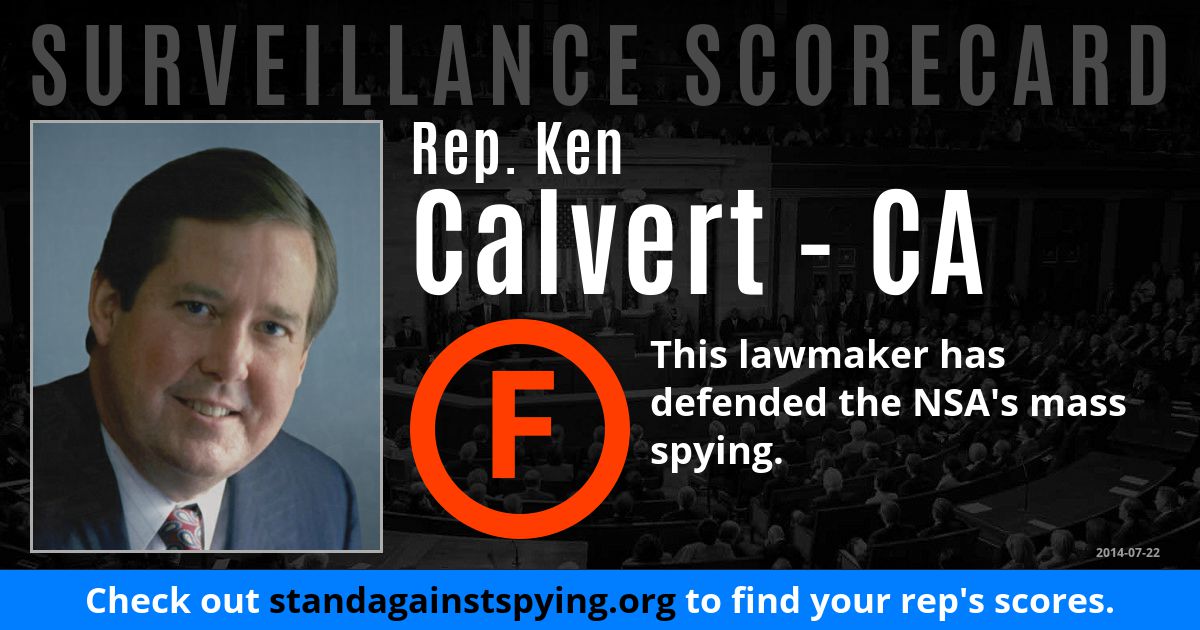 SURVEILLANCE SCORECARD
Rep. Ken
Calvert - CA
F
This lawmaker has
defended the NSA's mass
spying.
2014-07-22
Check out standagainstspying.org to find your rep's scores.